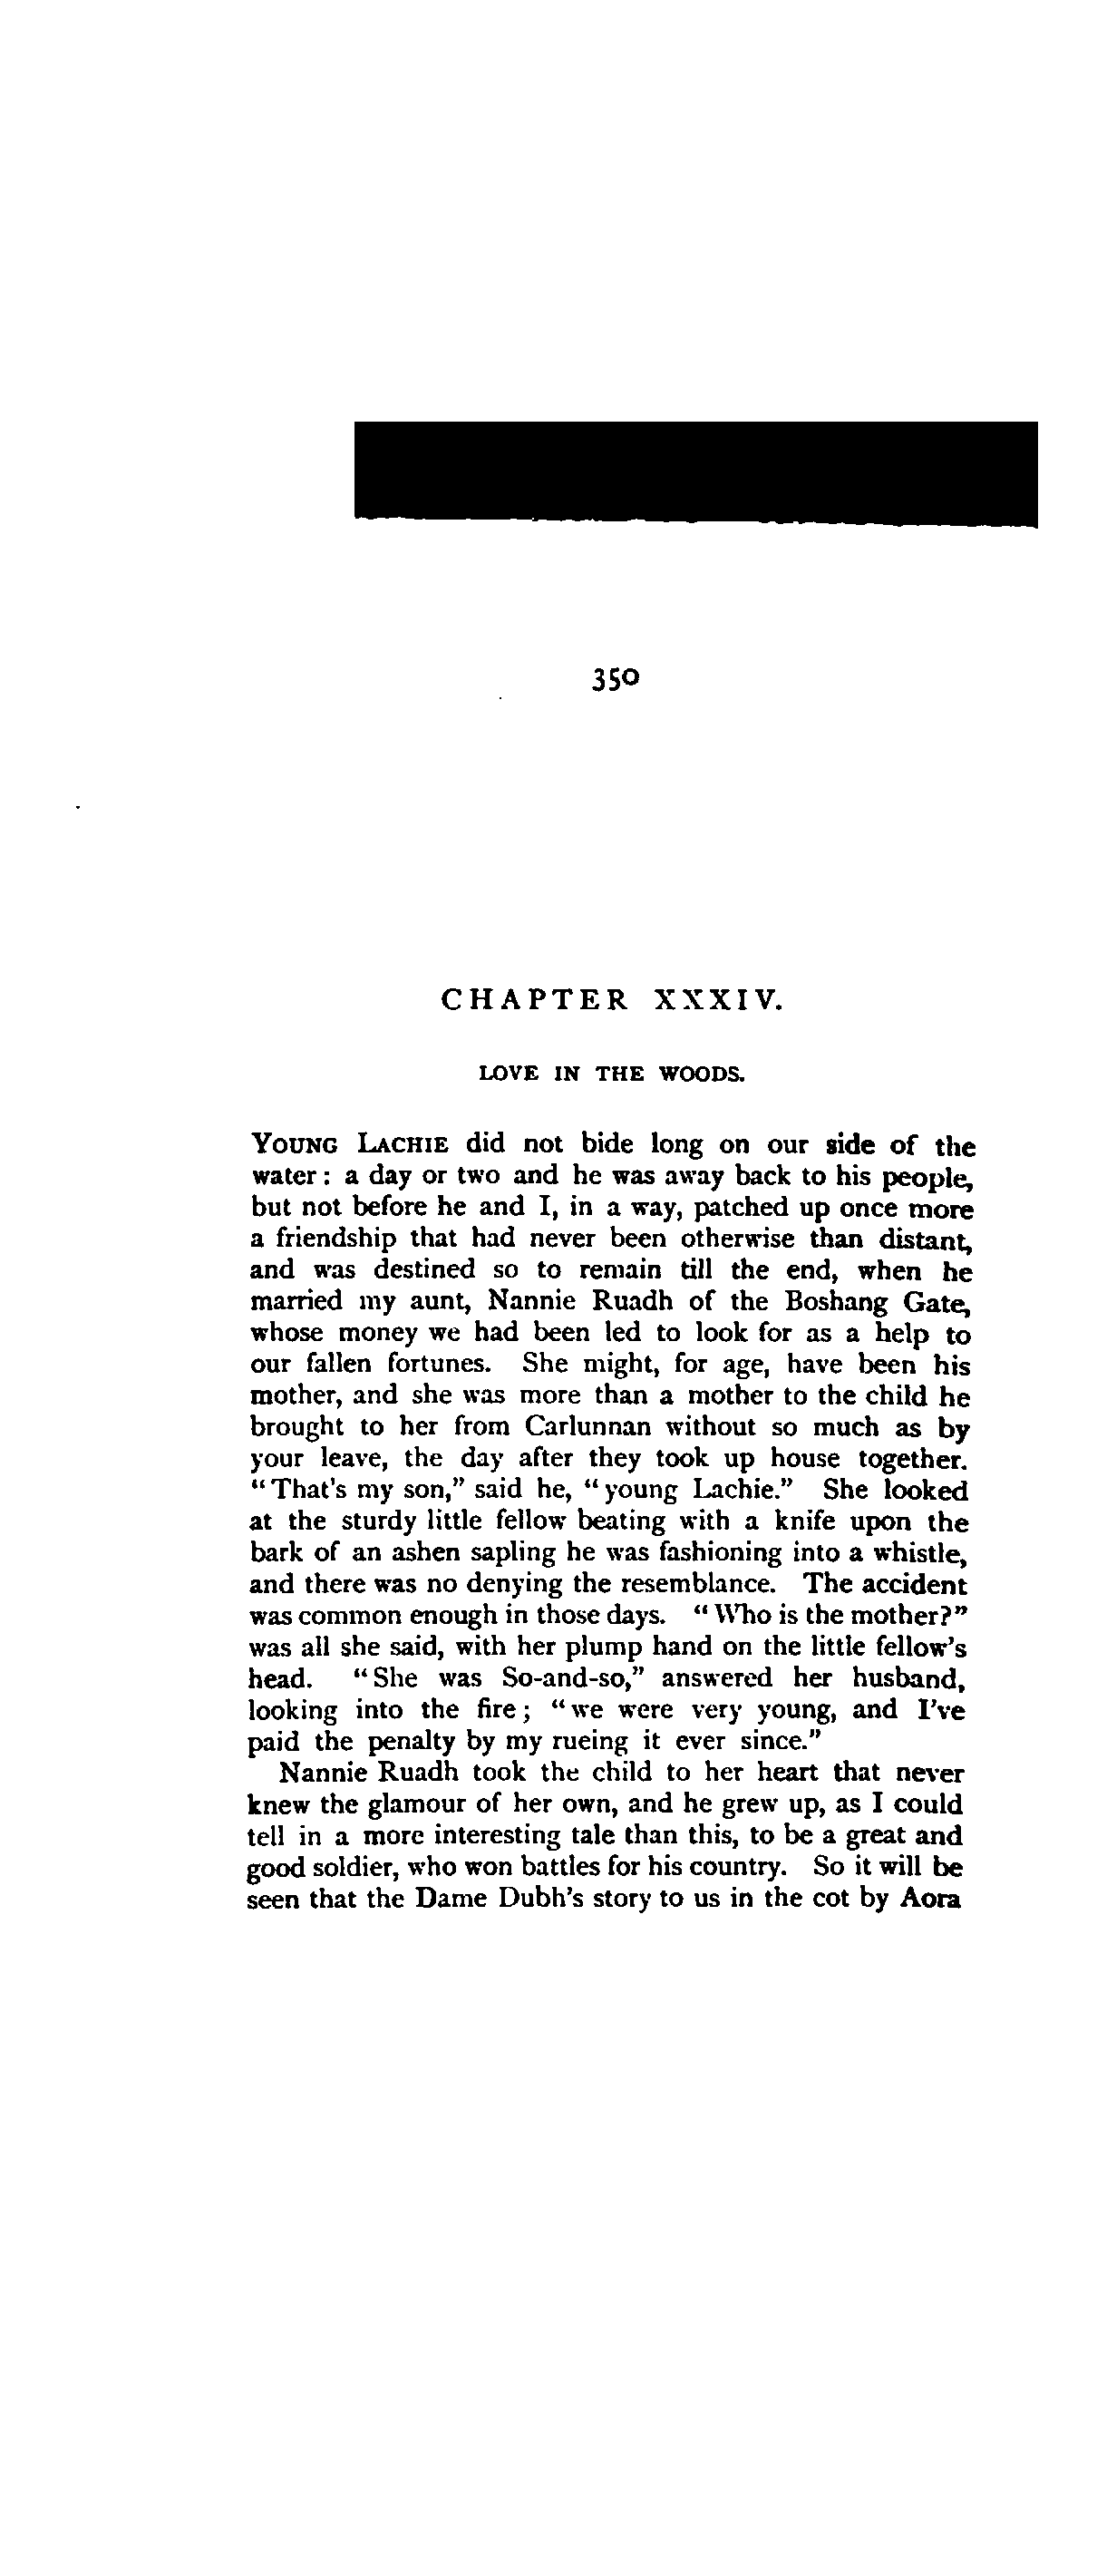 350
CHAPTER XXXIV.
LOVE IN THE WOODS.
YOUNG LACHIE did not bide long on our side of the
water: a day or two and he was away back to his people,
but not before he and I, in a way, patched up once more
a friendship that had never been otherwise than distant,
and was destined so to remain till the end, when he
married my aunt, Nannie Ruadh of the Boshang Gate,
whose money we had been led to look for as a help to
our fallen fortunes. She might, for age, have been his
mother, and she was more than a mother to the child he
brought to her from Carlunnan without so much as by
your leave, the day after they took up house together.
"That's my son," said he, "young Lachie." She looked
at the sturdy little fellow beating with a knife upon the
bark of an ashen sapling he was fashioning into a whistle,
and there was no denying the resemblance. The accident
was common enough in those days. "Who is the mother?"
was all she said, with her plump hand on the little fellow's
head. "She was So-and-so," answered her husband,
looking into the fire; "we were very young, and I've
paid the penalty by my rueing it ever since."
Nannie Ruadh took the child to her heart that never
knew the glamour of her own, and he grew up, as I could
tell in a more interesting tale than this, to be a great and
good soldier, who won battles for his country. So it will be
seen that the Dame Dubh's story to us in the cot by Aora